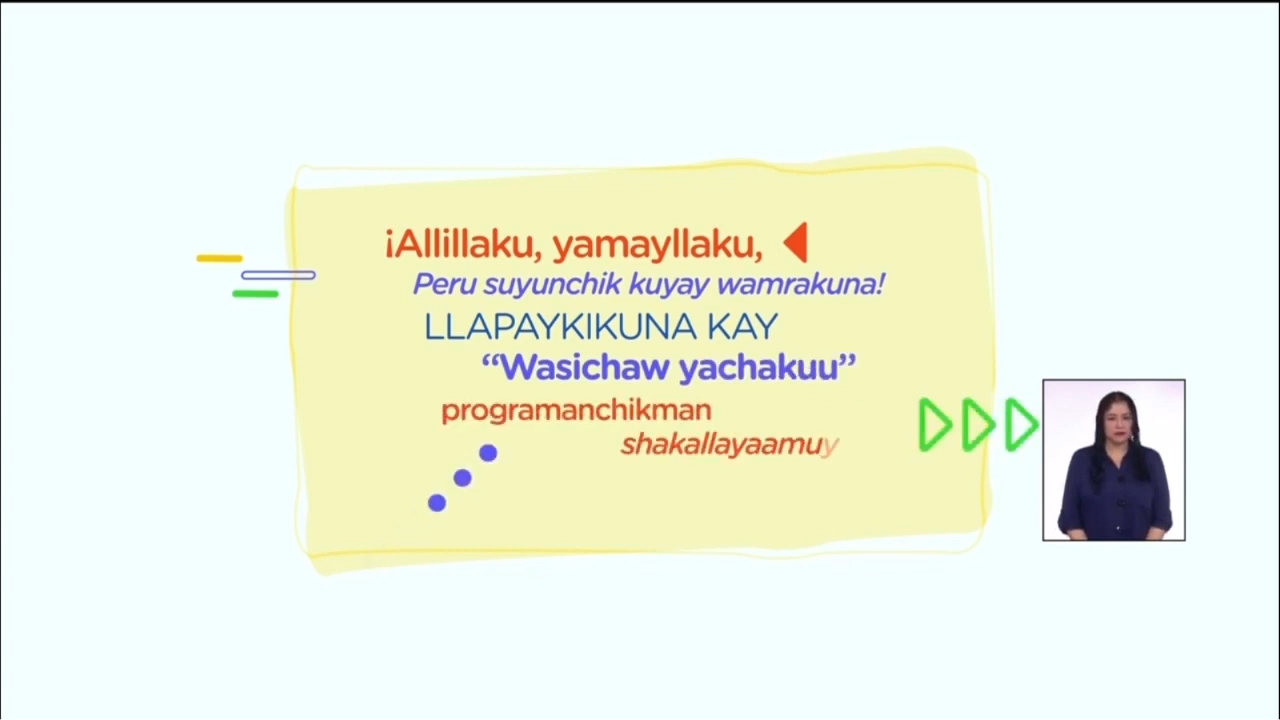 ¡Allillaku, yamayllaku,
Peru suyunchik kuyay wamrakuna!
LLAPAYKIKUNA KAY
“Wasichaw yachakuu”
programanchikman
shakallayaamuy